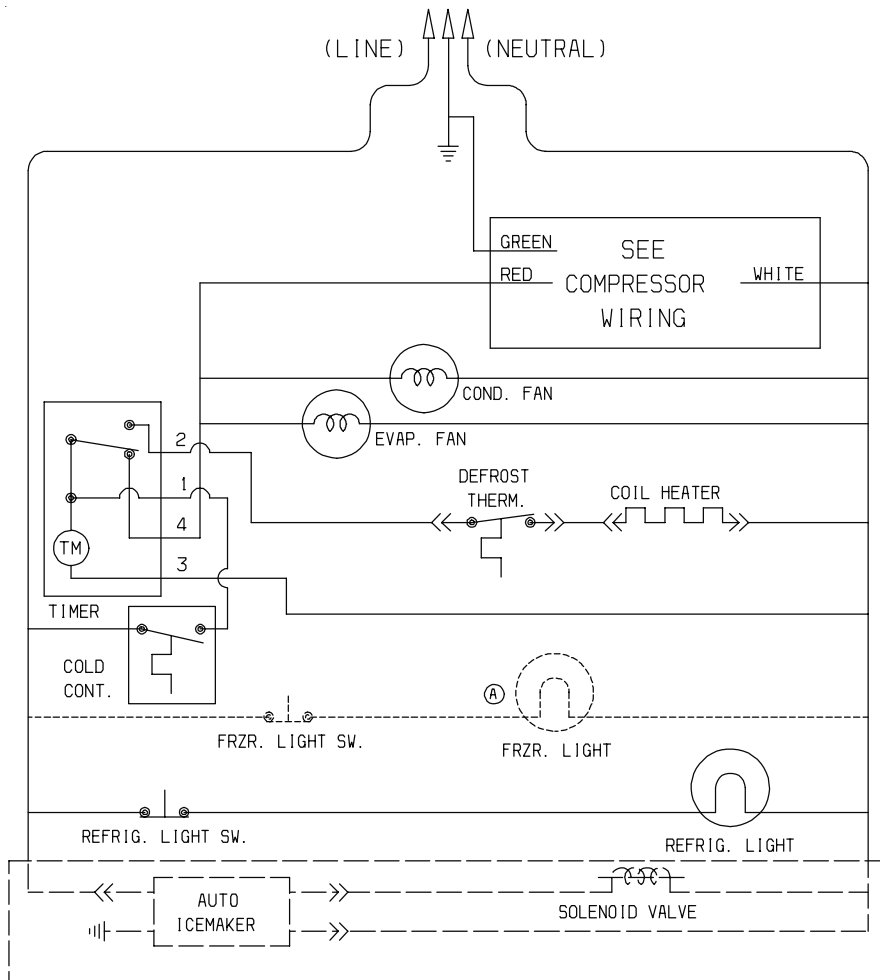 (LINE) (NEUTRAL)
GREEN
SEE
RED
COMPRESSOR
WHITE
WIRING
COND. FAN
EVAP. FAN
2
1
4
3
TM
TIMER
DEFROST
THERM.
COIL HEATER
COLD
CONT.
A
FRZR. LIGHT SW.
FRZR. LIGHT
REFRIG. LIGHT SW.
REFRIG. LIGHT
AUTO
ICEMAKER
SOLENOID VALVE